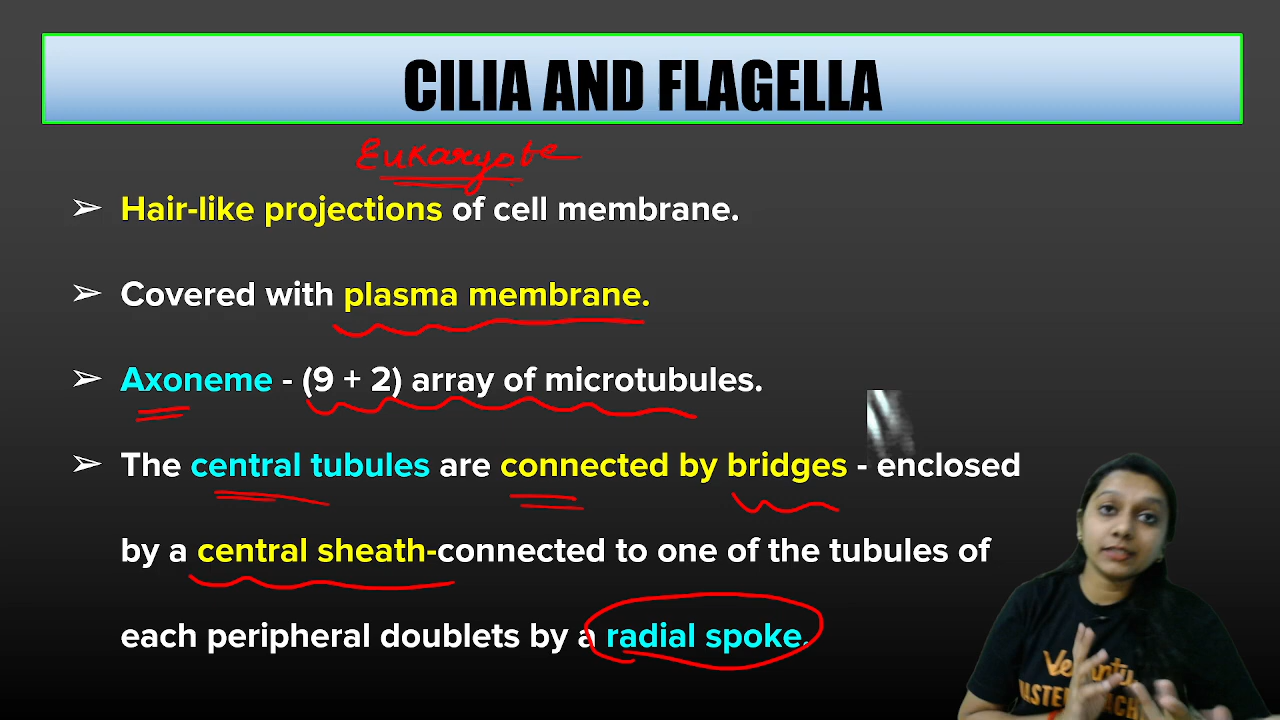 CILIA AND FLAGELLA
Eukaryote
➢ Hair-like projections of cell membrane.
➢ Covered with plasma membrane.
➢ Axoneme - (9 + 2) array of microtubules.
➢ The central tubules are connected by bridges - enclosed
by a central sheath-connected to one of the tubules of
each peripheral doublets by a radial spoke.